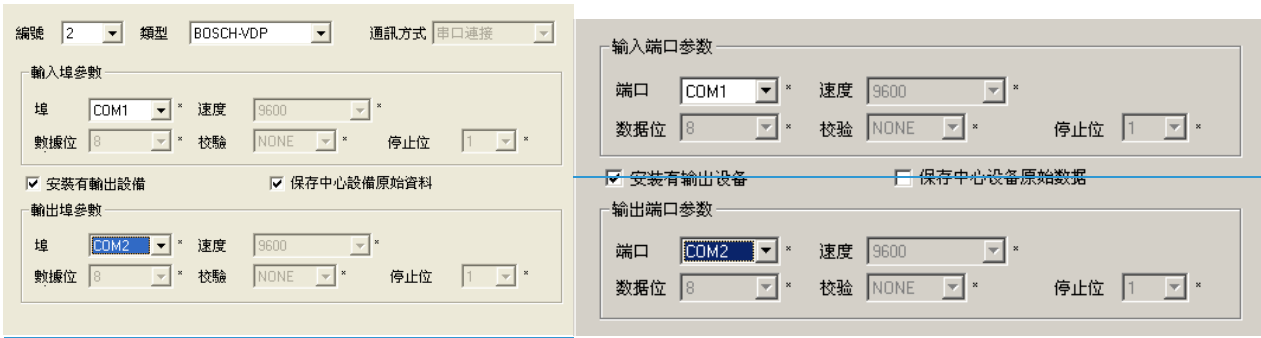 編號 2 類型 BOSCH-VDP 通訊方式 串口連接
輸入埠參數
埠 COM1 * 速度 9600 *
數據位 8 * 校驗 NONE * 停止位 1 *
安裝有輸出設備 保存中心設備原始資料
輸出埠參數
埠 COM2 * 速度 9600 *
數據位 8 * 校驗 NONE * 停止位 1 *
输入端口参数
端口 COM1 * 速度 9600 *
数据位 8 * 校验 NONE * 停止位 1 *
安装有输出设备 保存中心设备原始数据
输出端口参数
端口 COM2 * 速度 9600 *
数据位 8 * 校验 NONE * 停止位 1 *